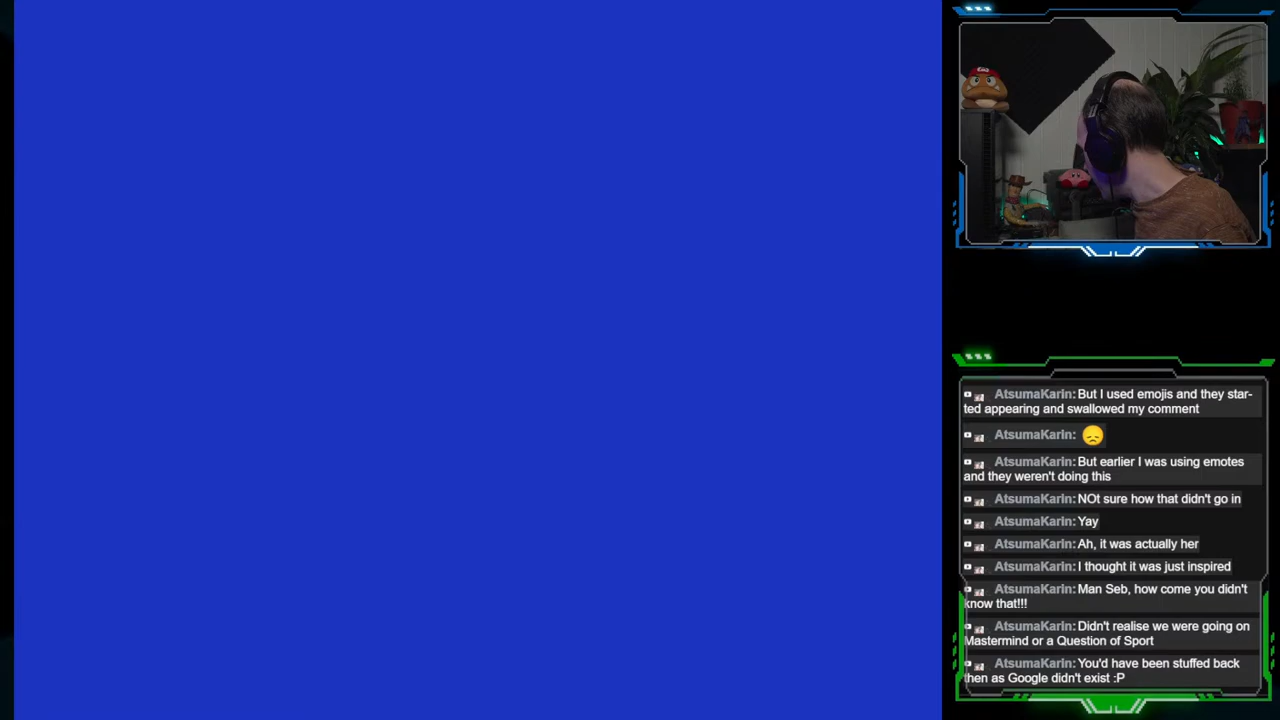 AtsumaKarin: But I used emojis and they star-
ted appearing and swallowed my comment
AtsumaKarin:
AtsumaKarin: But earlier I was using emotes
and they weren't doing this
AtsumaKarin: NOt sure how that didn't go in
AtsumaKarin: Yay
AtsumaKarin: Ah, it was actually her
AtsumaKarin: I thought it was just inspired
AtsumaKarin: Man Seb, how come you didn't
know that!!!
AtsumaKarin: Didn't realise we were going on
Mastermind or a Question of Sport
AtsumaKarin: You'd have been stuffed back
then as Google didn't exist :P